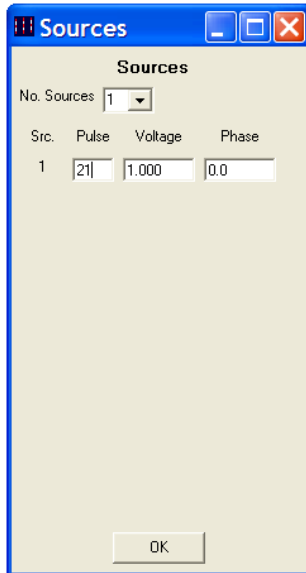 Sources
Sources
No. Sources 1
Src. Pulse Voltage Phase
1 21 1.000 0.0
OK